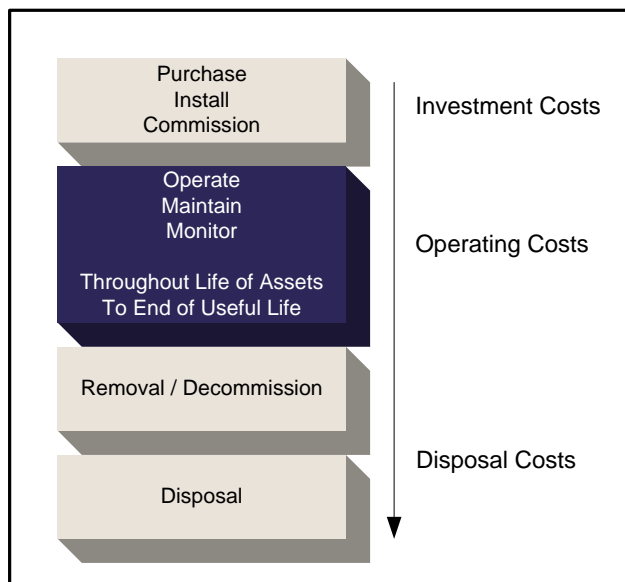 Purchase
Install
Commission
Investment Costs
Operate
Maintain
Monitor
Throughout Life of Assets
To End of Useful Life
Operating Costs
Removal / Decommission
Disposal Costs
Disposal